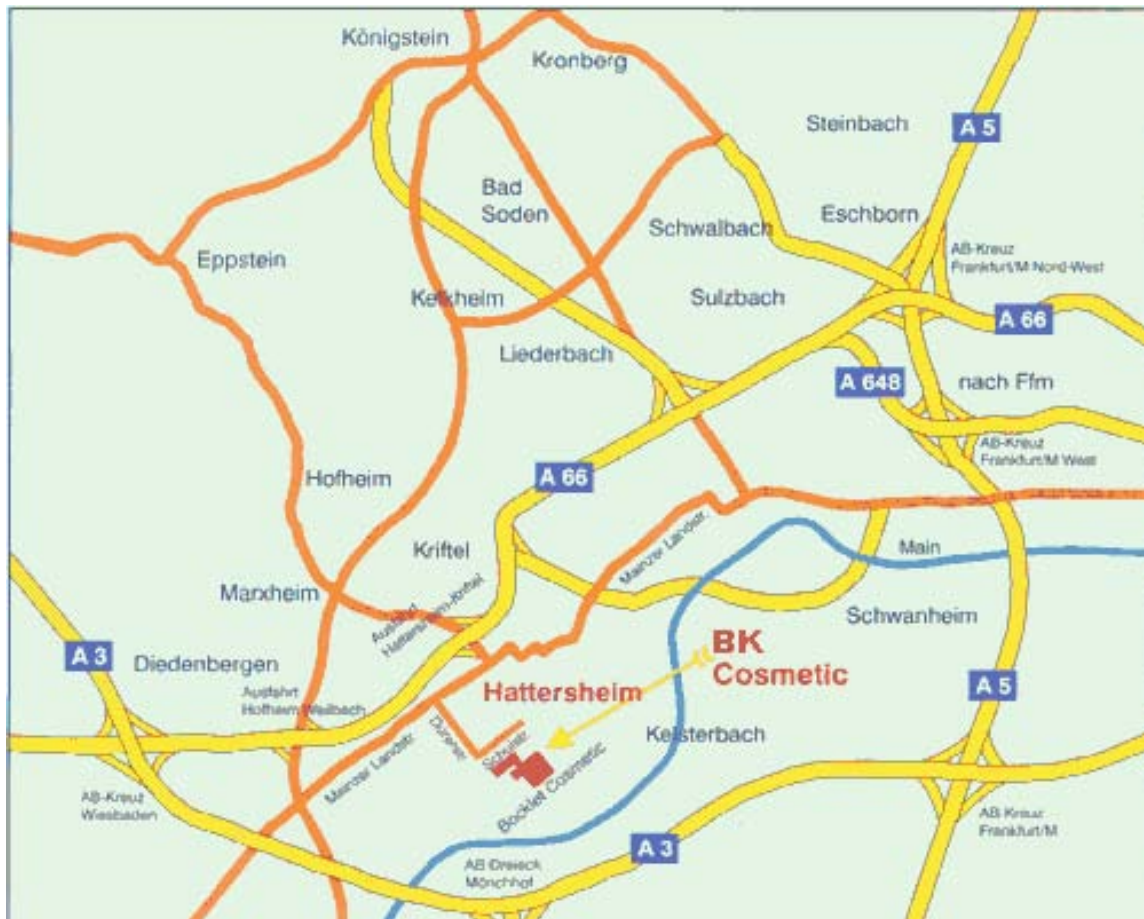 Königstein
Kronberg
Steinbach
A 5
Bad
Soden
Eschborn
Schwalbach
AB-Kreuz
Frankfurt/M Nord-West
Eppstein
Kelkheim
Sulzbach
A 66
Liederbach
A 648
nach Ffm
AB-Kreuz
Frankfurt/M West
Hofheim
A 66
Mainzer Landstr.
Kriftel
Main
Marxheim
Ausfahrt
Hattersheim-Kriftel
Schwanheim
BK
Cosmetic
A 3
Diedenbergen
Hattersheim
A 5
Ausfahrt
Hofheim Weilbach
Dürerstr.
Schulstr.
Kelsterbach
Mainzer Landstr.
Bocklet Cosmetic
AB-Kreuz
Wiesbaden
AB Kreuz
Frankfurt/M
A 3
AB Dreieck
Mönchhof